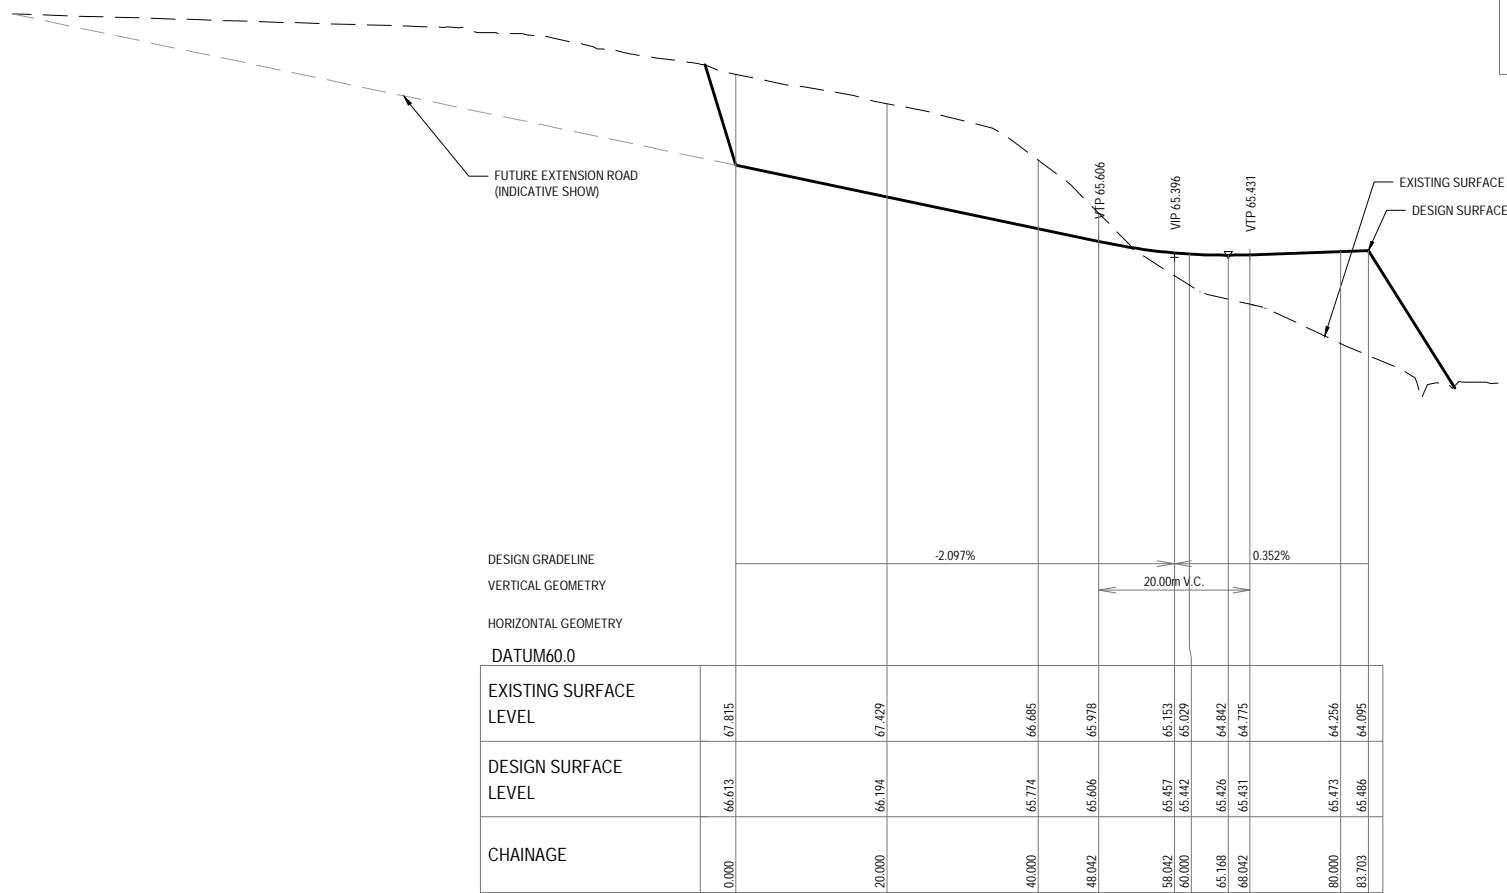 VTP 65.606
VIP 65.396
VTP 65.431
FUTURE EXTENSION ROAD
(INDICATIVE SHOW)
EXISTING SURFACE
DESIGN SURFACE
DESIGN GRADELINE
-2.097%
0.352%
VERTICAL GEOMETRY
20.00m V.C.
HORIZONTAL GEOMETRY
DATUM60.0
EXISTING SURFACE
LEVEL
67.815
67.429
66.685
65.978
65.153
65.029
64.842
64.775
64.256
64.095
DESIGN SURFACE
LEVEL
66.613
66.194
65.774
65.606
65.457
65.442
65.426
65.431
65.473
65.486
CHAINAGE
0.000
20.000
40.000
48.042
58.042
60.000
65.168
68.042
80.000
83.703